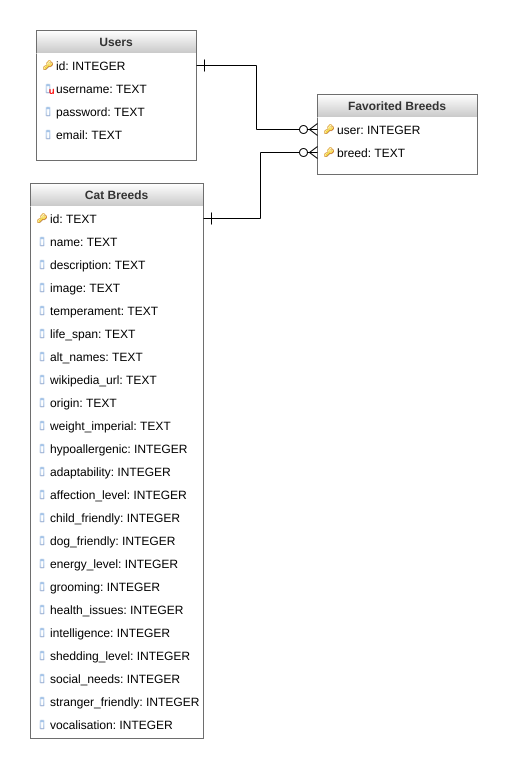 Users
id: INTEGER
username: TEXT
password: TEXT
email: TEXT
Favorited Breeds
user: INTEGER
breed: TEXT
Cat Breeds
id: TEXT
name: TEXT
description: TEXT
image: TEXT
temperament: TEXT
life_span: TEXT
alt_names: TEXT
wikipedia_url: TEXT
origin: TEXT
weight_imperial: TEXT
hypoallergenic: INTEGER
adaptability: INTEGER
affection_level: INTEGER
child_friendly: INTEGER
dog_friendly: INTEGER
energy_level: INTEGER
grooming: INTEGER
health_issues: INTEGER
intelligence: INTEGER
shedding_level: INTEGER
social_needs: INTEGER
stranger_friendly: INTEGER
vocalisation: INTEGER